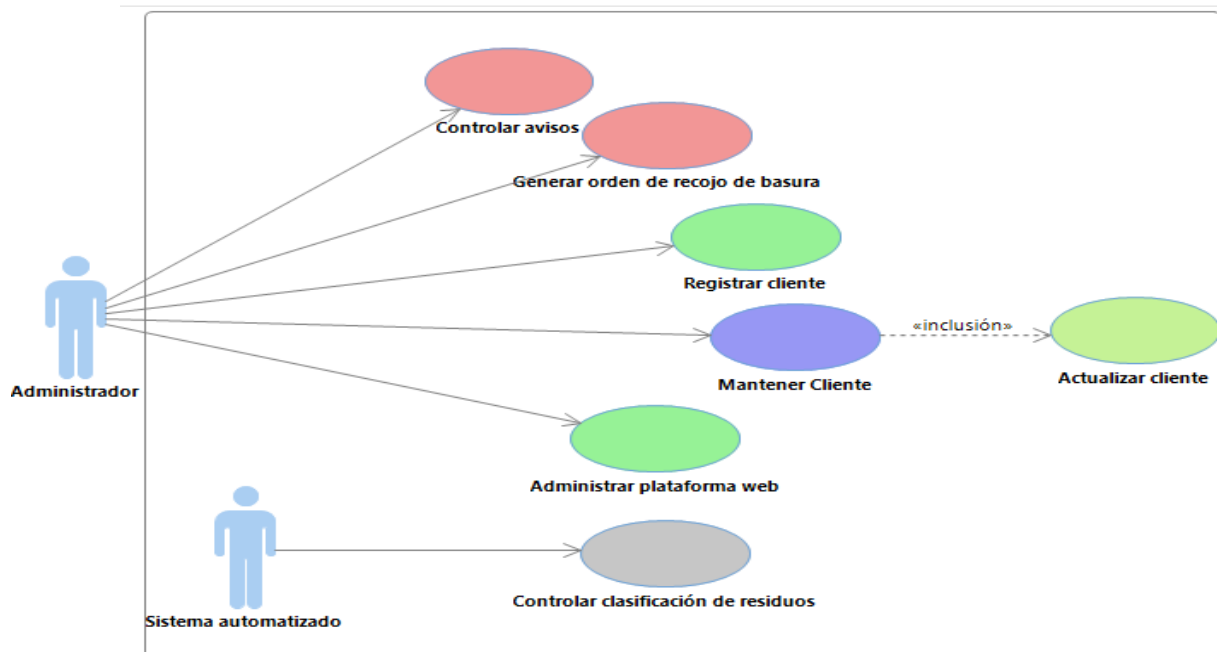 Controlar avisos
Generar orden de recojo de basura
Registrar cliente
«inclusión»
Mantener Cliente
Actualizar cliente
Administrador
Administrar plataforma web
Controlar clasificación de residuos
Sistema automatizado